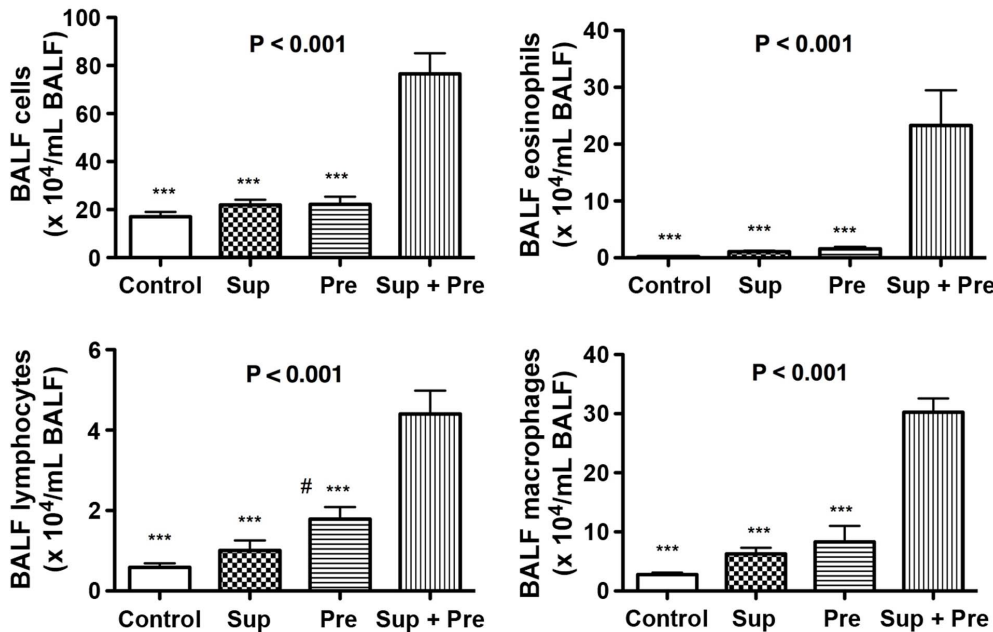 BALF cells
(x 10⁴/mL BALF)
100
80
60
40
20
0
P < 0.001
***
***
***
Control
Sup
Pre
Sup + Pre
BALF eosinophils
(x 10⁴/mL BALF)
40
30
20
10
0
P < 0.001
***
***
***
Control
Sup
Pre
Sup + Pre
BALF lymphocytes
(x 10⁴/mL BALF)
6
4
2
0
P < 0.001
***
***
# ***
Control
Sup
Pre
Sup + Pre
BALF macrophages
(x 10⁴/mL BALF)
40
30
20
10
0
P < 0.001
***
***
***
Control
Sup
Pre
Sup + Pre